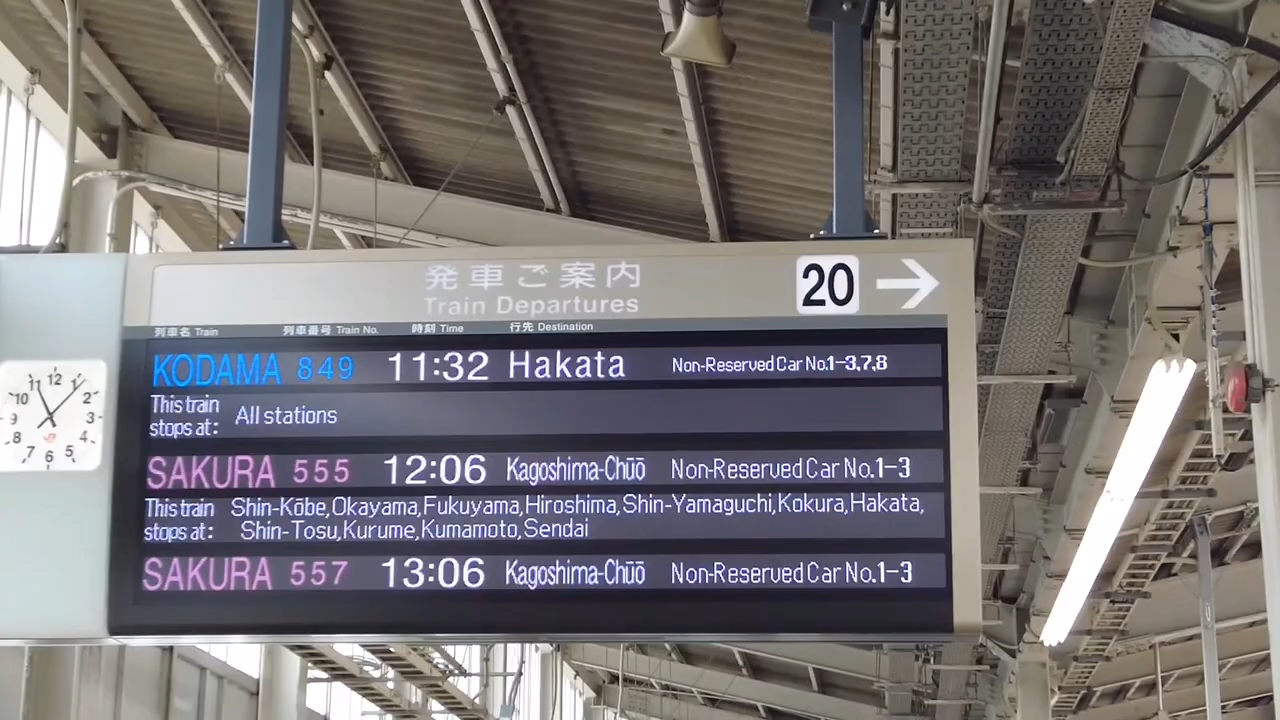 発車ご案内
Train Departures
20 →
列車名 Train 列車番号 Train No. 時刻 Time 行先 Destination
KODAMA 849 11:32 Hakata Non-Reserved Car No.1-3,7,8
This train stops at: All stations
SAKURA 555 12:06 Kagoshima-Chūō Non-Reserved Car No.1-3
This train stops at: Shin-Kōbe,Okayama,Fukuyama,Hiroshima,Shin-Yamaguchi,Kokura,Hakata,
Shin-Tosu,Kurume,Kumamoto,Sendai
SAKURA 557 13:06 Kagoshima-Chūō Non-Reserved Car No.1-3
12 1 2 3 4 5 6 7 8 9 10 11
JR